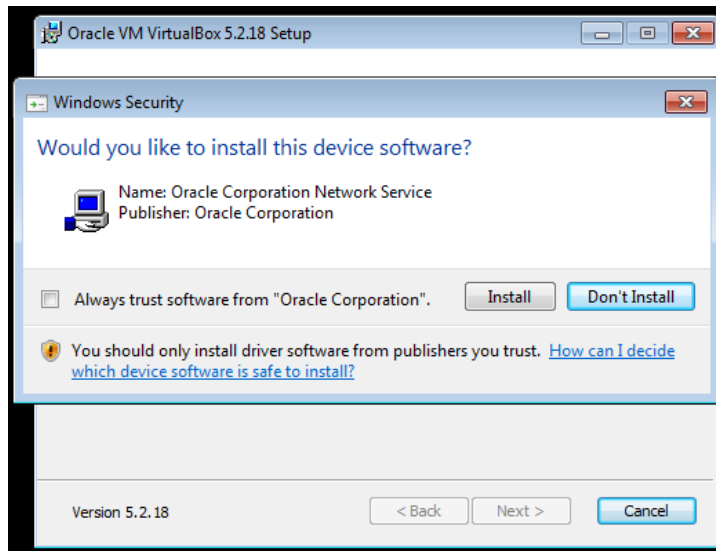 Oracle VM VirtualBox 5.2.18 Setup
Windows Security
Would you like to install this device software?
Name: Oracle Corporation Network Service
Publisher: Oracle Corporation
Always trust software from "Oracle Corporation".
Install
Don't Install
You should only install driver software from publishers you trust. How can I decide
which device software is safe to install?
Version 5.2.18
< Back
Next >
Cancel